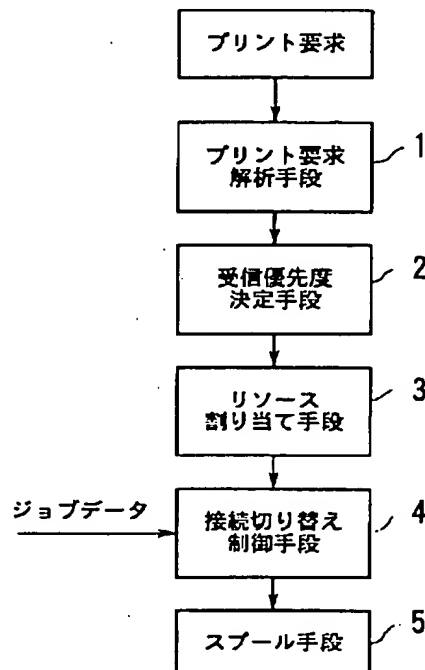 プリント要求
プリント要求
解析手段
1
受信優先度
決定手段
2
リソース
割り当て手段
3
ジョブデータ
接続切り替え
制御手段
4
スプール手段
5